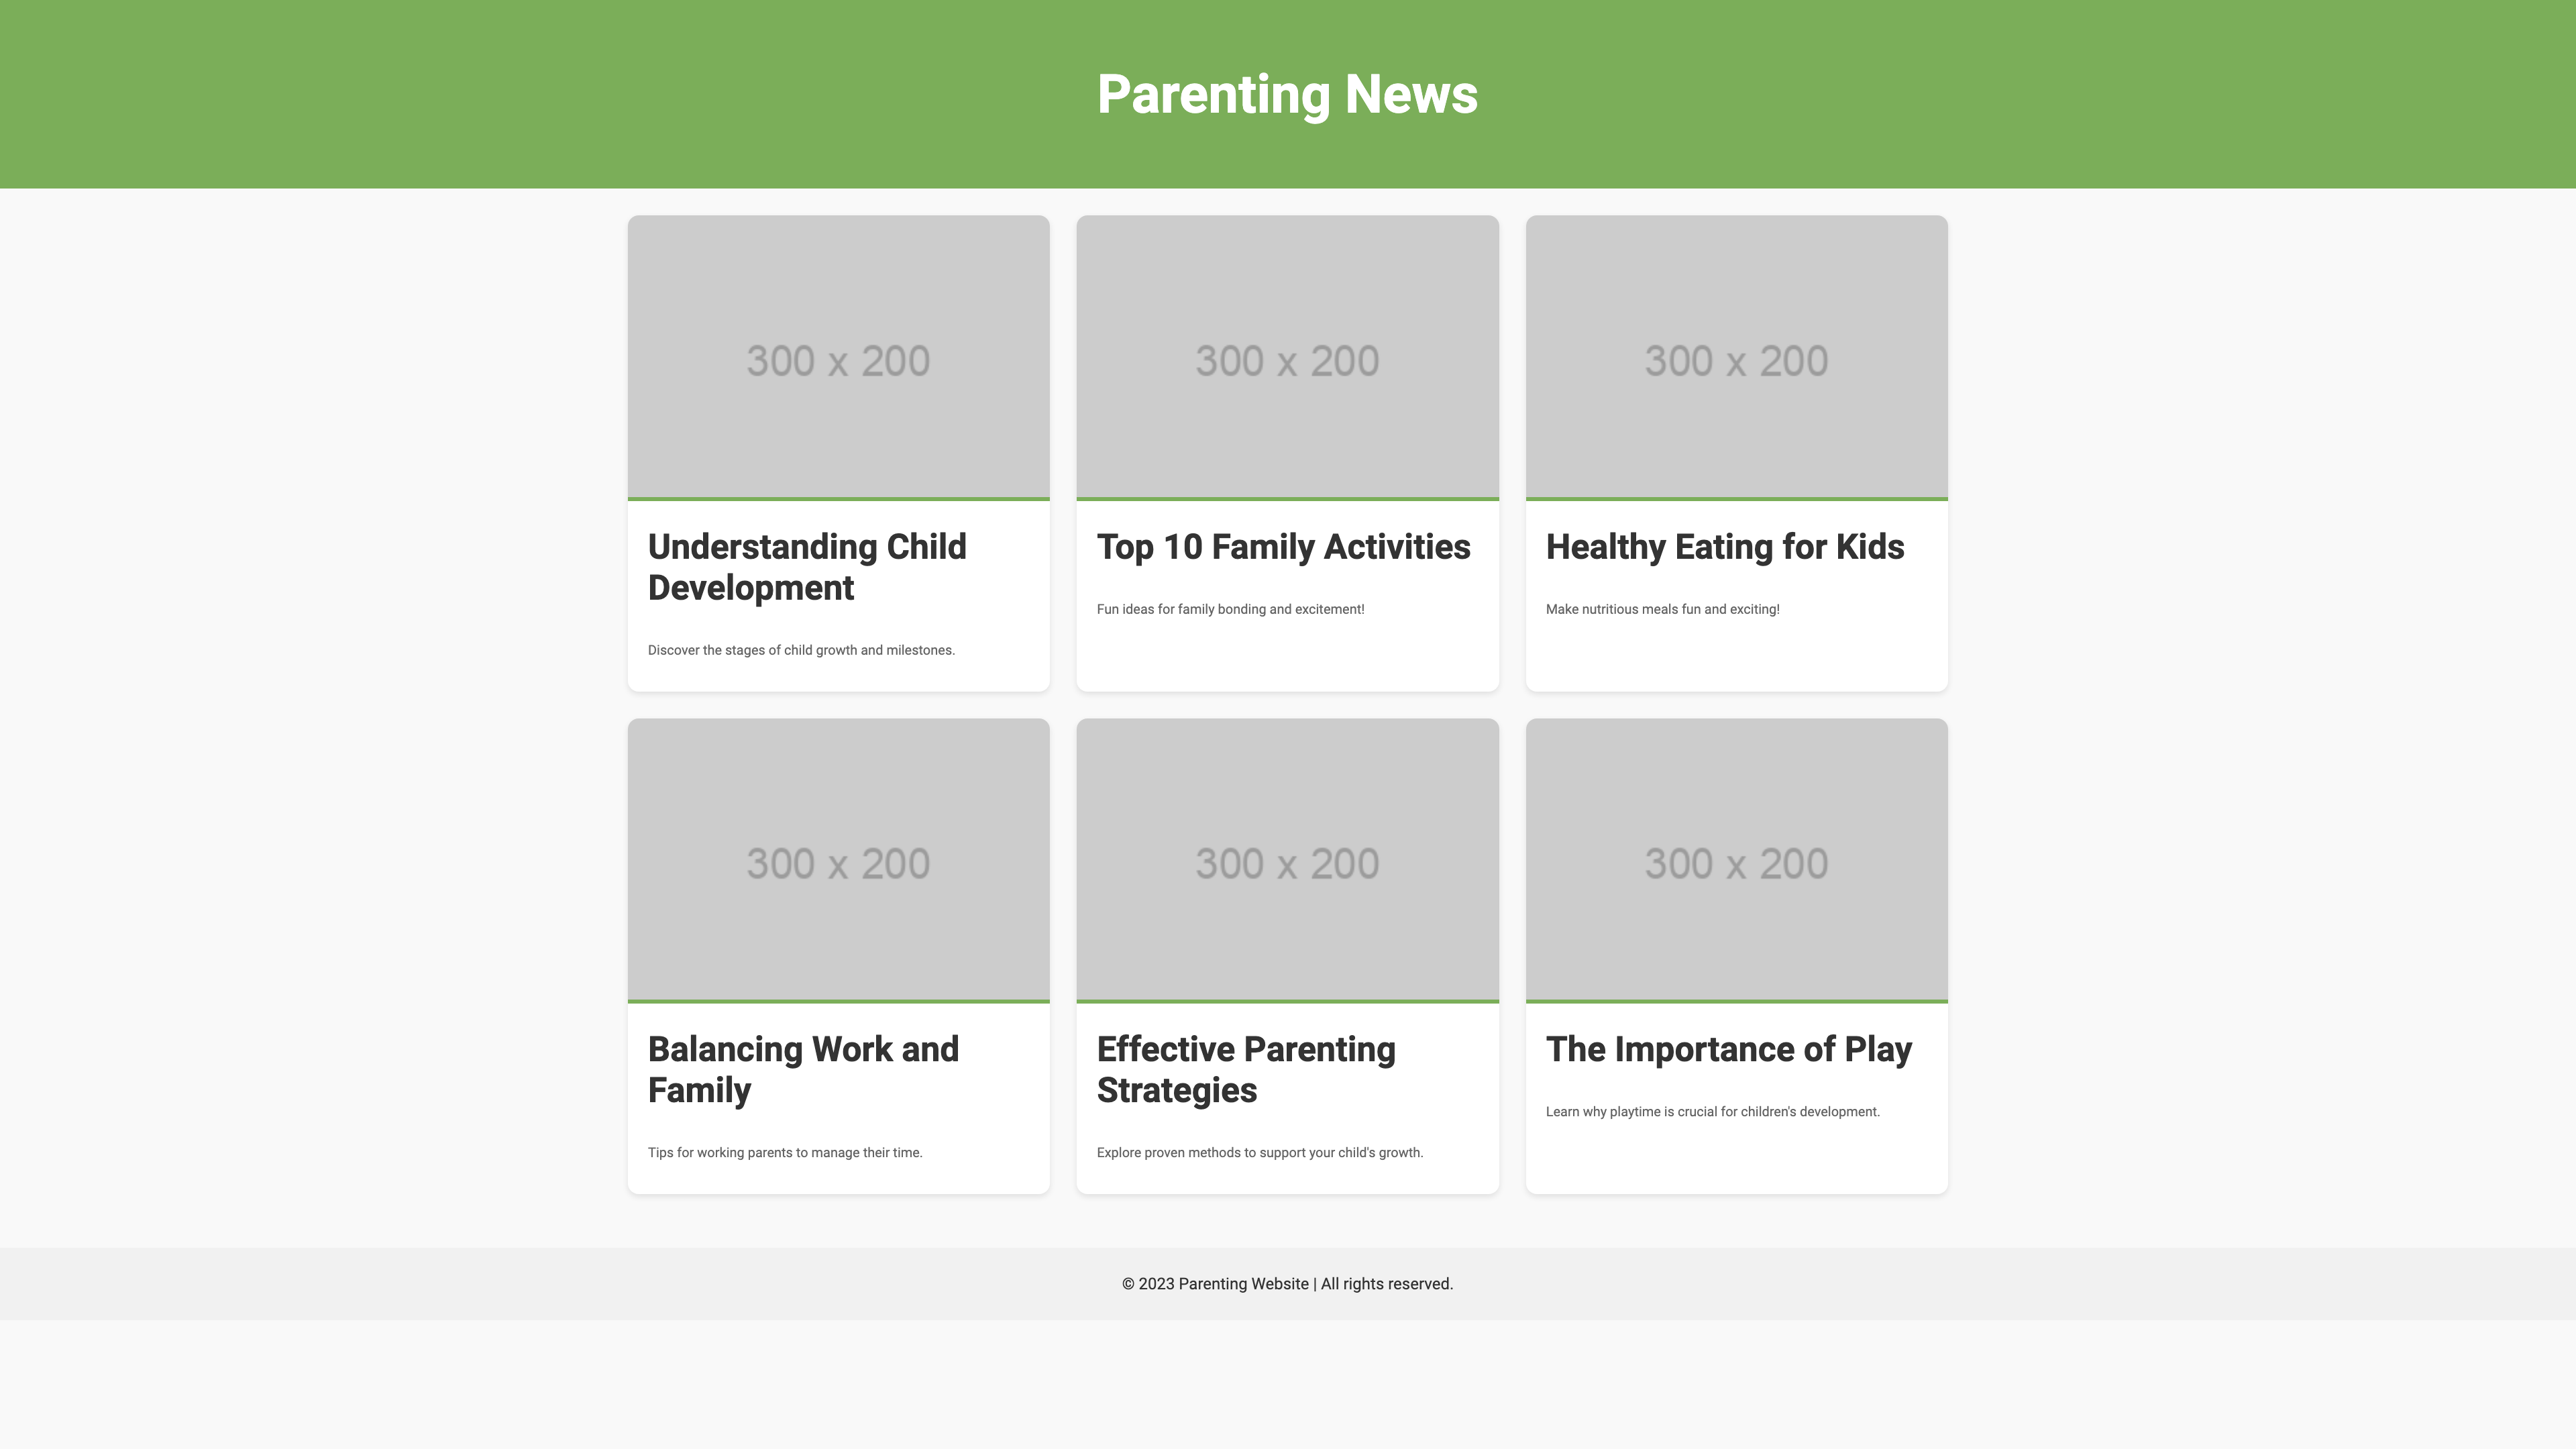 Parenting News
300 x 200
300 x 200
300 x 200
Understanding Child
Development
Discover the stages of child growth and milestones.
Top 10 Family Activities
Fun ideas for family bonding and excitement!
Healthy Eating for Kids
Make nutritious meals fun and exciting!
300 x 200
300 x 200
300 x 200
Balancing Work and
Family
Tips for working parents to manage their time.
Effective Parenting
Strategies
Explore proven methods to support your child's growth.
The Importance of Play
Learn why playtime is crucial for children's development.
© 2023 Parenting Website | All rights reserved.